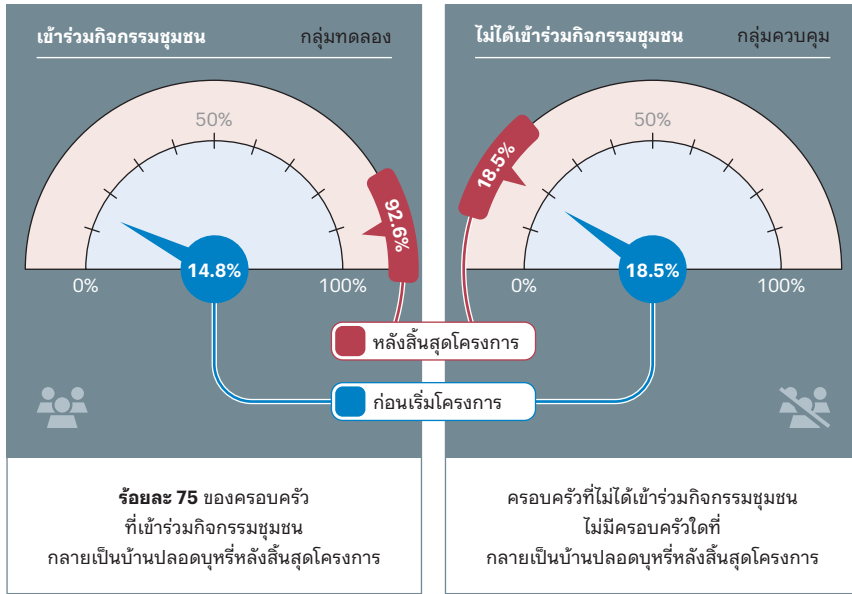 เข้าร่วมกิจกรรมชุมชน กลุ่มทดลอง
50%
92.6%
14.8%
0%
100%
ไม่ได้เข้าร่วมกิจกรรมชุมชน กลุ่มควบคุม
50%
18.5%
18.5%
0%
100%
หลังสิ้นสุดโครงการ
ก่อนเริ่มโครงการ
ร้อยละ 75 ของครอบครัว
ที่เข้าร่วมกิจกรรมชุมชน
กลายเป็นบ้านปลอดบุหรี่หลังสิ้นสุดโครงการ
ครอบครัวที่ไม่ได้เข้าร่วมกิจกรรมชุมชน
ไม่มีครอบครัวใดที่
กลายเป็นบ้านปลอดบุหรี่หลังสิ้นสุดโครงการ